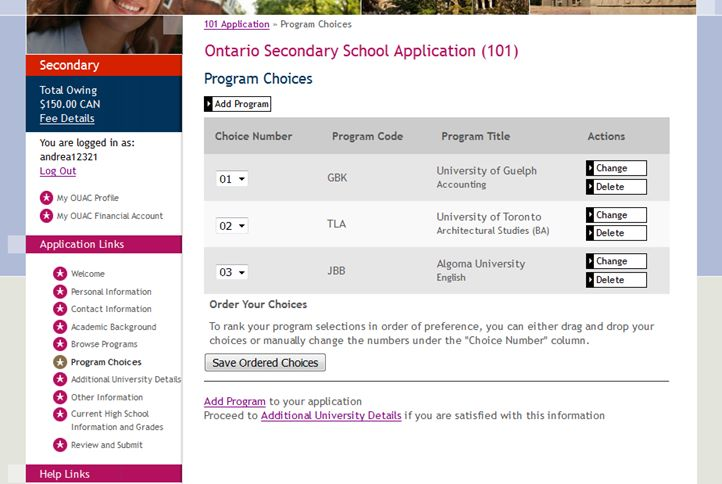 101 Application » Program Choices
Ontario Secondary School Application (101)
Program Choices
Add Program
Choice Number Program Code Program Title Actions
01 GBK University of Guelph Change
Accounting Delete
02 TLA University of Toronto Change
Architectural Studies (BA) Delete
03 JBB Algoma University Change
English Delete
Order Your Choices
To rank your program selections in order of preference, you can either drag and drop your
choices or manually change the numbers under the "Choice Number" column.
Save Ordered Choices
Add Program to your application
Proceed to Additional University Details if you are satisfied with this information
Secondary
Total Owing
$150.00 CAN
Fee Details
You are logged in as:
andrea12321
Log Out
My OUAC Profile
My OUAC Financial Account
Application Links
Welcome
Personal Information
Contact Information
Academic Background
Browse Programs
Program Choices
Additional University Details
Other Information
Current High School
Information and Grades
Review and Submit
Help Links